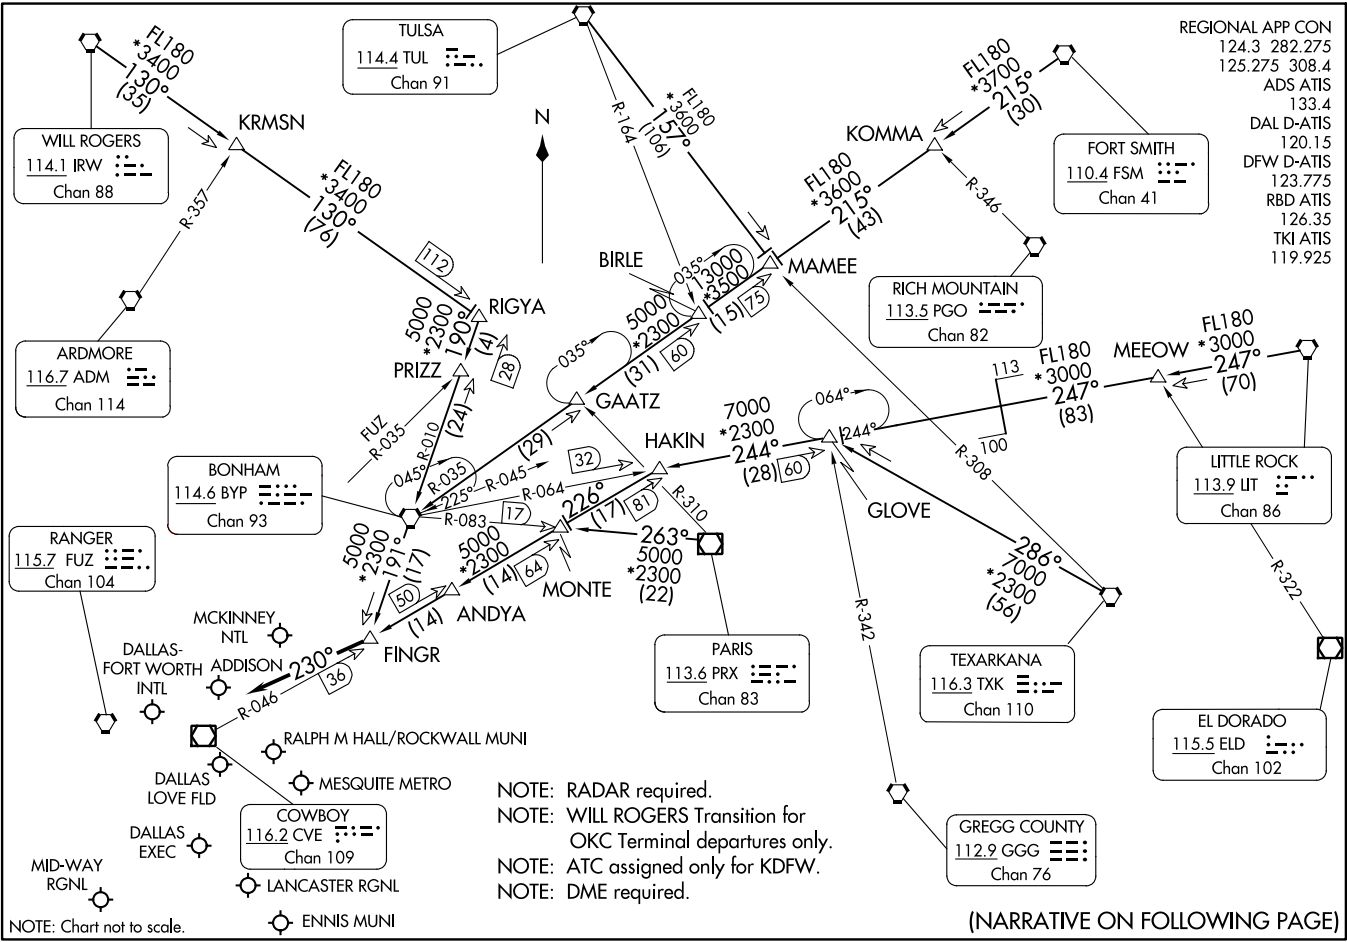 REGIONAL APP CON
124.3 282.275
125.275 308.4
ADS ATIS
133.4
DAL D-ATIS
120.15
DFW D-ATIS
123.775
RBD ATIS
126.35
TKI ATIS
119.925
TULSA
114.4 TUL
Chan 91
FL180
*3400
130°
(35)
KRMSN
WILL ROGERS
114.1 IRW
Chan 88
R-357
FL180
*3400
130°
(76)
112
N
R-164
FL180
*3600
157°
(106)
FL180
*3700
215°
(30)
KOMMA
FORT SMITH
110.4 FSM
Chan 41
FL180
*3600
215°
(43)
R-346
RICH MOUNTAIN
113.5 PGO
Chan 82
MAMEE
BIRLE
035°
13000
*3500
(15)
75
RIGYA
5000
*2300
190°
(4)
28
PRIZZ
ARDMORE
116.7 ADM
Chan 114
5000
*2300
(31)
60
035°
GAATZ
FUZ
R-035
R-010
(24)
(29)
MEEOW
FL180
*3000
247°
(70)
FL180
*3000
247°
(83)
113
100
064°
244°
GLOVE
7000
*2300
244°
(28)
60
HAKIN
R-308
LITTLE ROCK
113.9 LIT
Chan 86
BONHAM
114.6 BYP
Chan 93
045°
R-035
225°
R-045
R-064
32
R-083
17
226°
(17)
81
R-310
RANGER
115.7 FUZ
Chan 104
5000
*2300
191°
(17)
5000
*2300
(14)
64
MONTE
263°
5000
*2300
(22)
286°
7000
*2300
(56)
R-322
R-342
50
(14)
ANDYA
FINGR
MCKINNEY
NTL
DALLAS-
FORT WORTH
INTL
ADDISON
230°
R-046
36
PARIS
113.6 PRX
Chan 83
TEXARKANA
116.3 TXK
Chan 110
EL DORADO
115.5 ELD
Chan 102
RALPH M HALL/ROCKWALL MUNI
DALLAS
LOVE FLD
MESQUITE METRO
COWBOY
116.2 CVE
Chan 109
DALLAS
EXEC
MID-WAY
RGNL
LANCASTER RGNL
ENNIS MUNI
GREGG COUNTY
112.9 GGG
Chan 76
NOTE: RADAR required.
NOTE: WILL ROGERS Transition for
OKC Terminal departures only.
NOTE: ATC assigned only for KDFW.
NOTE: DME required.
NOTE: Chart not to scale.
(NARRATIVE ON FOLLOWING PAGE)